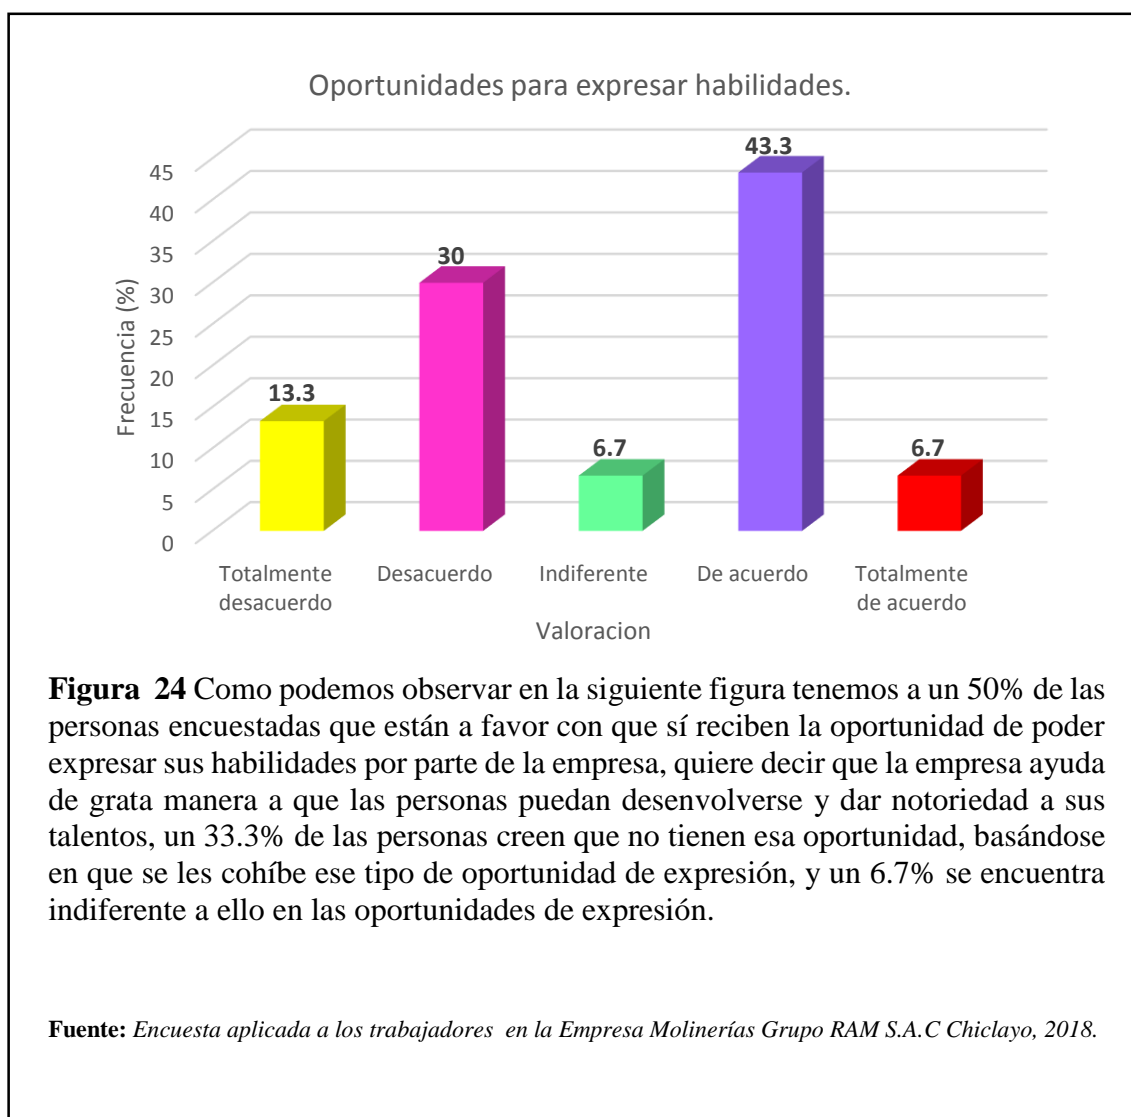 Oportunidades para expresar habilidades.
43.3
45
40
35
30
30
25
20
15
10
5
0
13.3
6.7
6.7
Frecuencia (%)
Totalmente desacuerdo
Desacuerdo
Indiferente
De acuerdo
Totalmente de acuerdo
Valoracion
Figura 24 Como podemos observar en la siguiente figura tenemos a un 50% de las
personas encuestadas que están a favor con que sí reciben la oportunidad de poder
expresar sus habilidades por parte de la empresa, quiere decir que la empresa ayuda
de grata manera a que las personas puedan desenvolverse y dar notoriedad a sus
talentos, un 33.3% de las personas creen que no tienen esa oportunidad, basándose
en que se les cohíbe ese tipo de oportunidad de expresión, y un 6.7% se encuentra
indiferente a ello en las oportunidades de expresión.
Fuente: Encuesta aplicada a los trabajadores en la Empresa Molinerías Grupo RAM S.A.C Chiclayo, 2018.